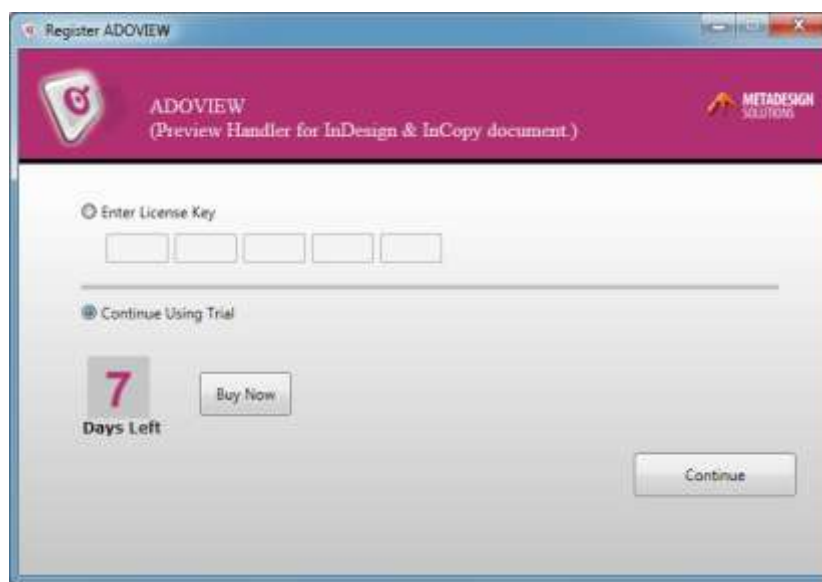 Register ADOVIEW
ADOVIEW
(Preview Handler for InDesign & InCopy document.)
METADESIGN
SOLUTIONS
Enter License Key
Continue Using Trial
7
Days Left
Buy Now
Continue